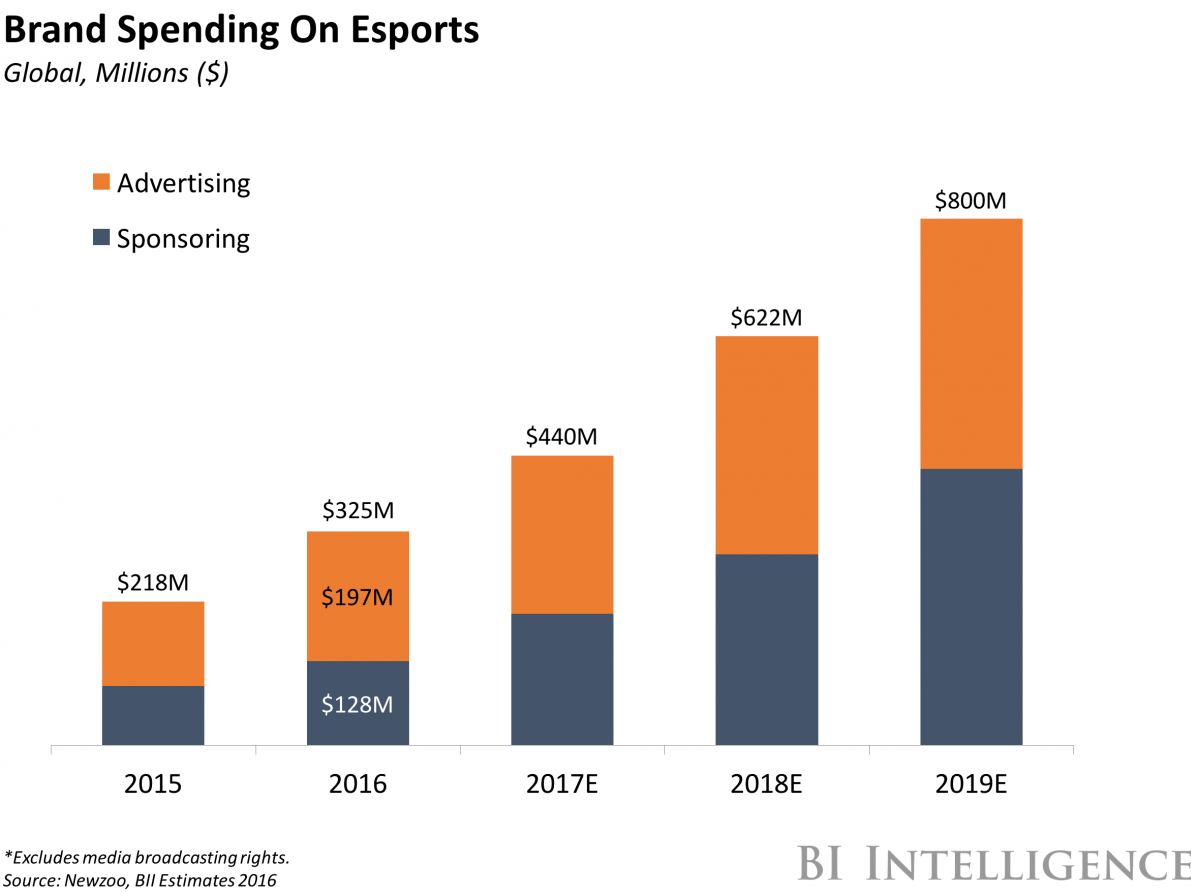 Brand Spending On Esports
Global, Millions ($)
Advertising
Sponsoring
$800M
$622M
$440M
$325M
$218M
$197M
$128M
2015 2016 2017E 2018E 2019E
*Excludes media broadcasting rights.
Source: Newzoo, BII Estimates 2016
BI INTELLIGENCE